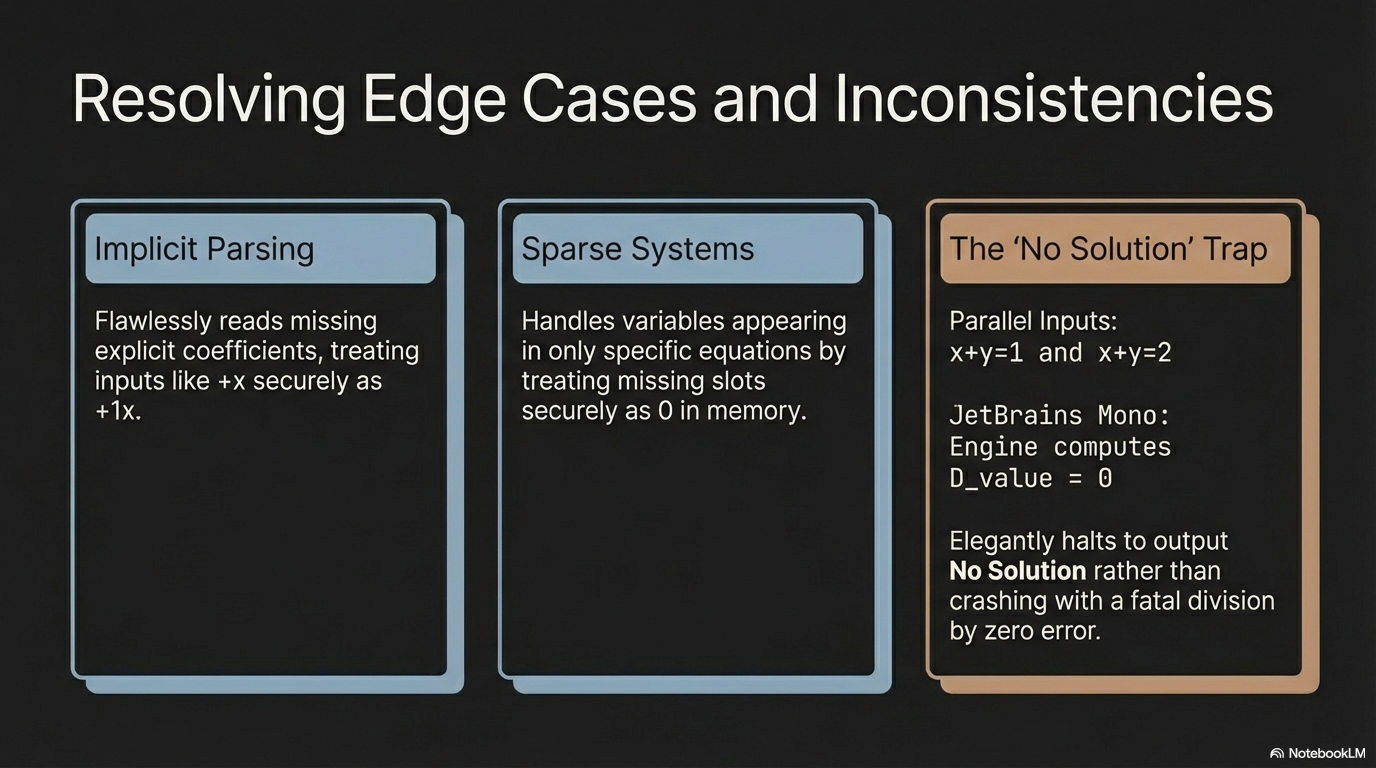 Resolving Edge Cases and Inconsistencies
Implicit Parsing
Flawlessly reads missing
explicit coefficients, treating
inputs like +x securely as
+1x.
Sparse Systems
Handles variables appearing
in only specific equations by
treating missing slots
securely as 0 in memory.
The ‘No Solution’ Trap
Parallel Inputs:
x+y=1 and x+y=2
JetBrains Mono:
Engine computes
D_value = 0
Elegantly halts to output
No Solution rather than
crashing with a fatal division
by zero error.
NotebookLM